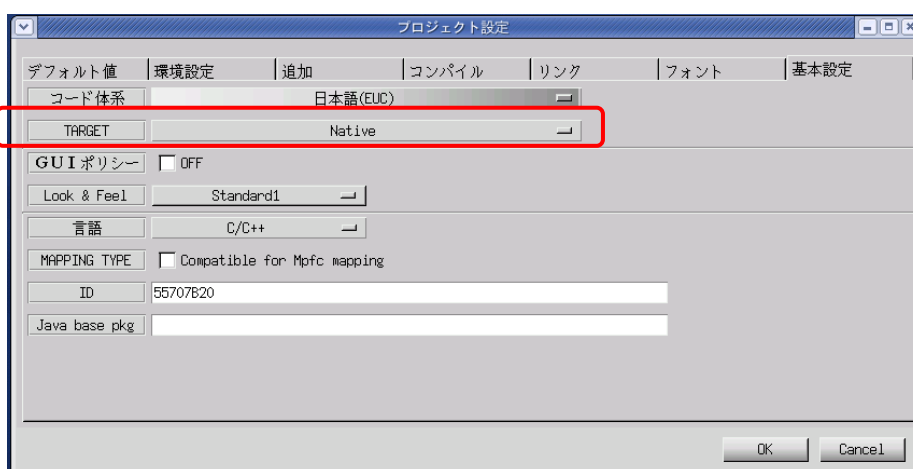 プロジェクト設定
デフォルト値 環境設定 追加 コンパイル リンク フォント 基本設定
コード体系 日本語(EUC)
TARGET Native
GUIポリシー OFF
Look & Feel Standard1
言語 C/C++
MAPPING TYPE Compatible for Mpfc mapping
ID 55707B20
Java base pkg
OK Cancel